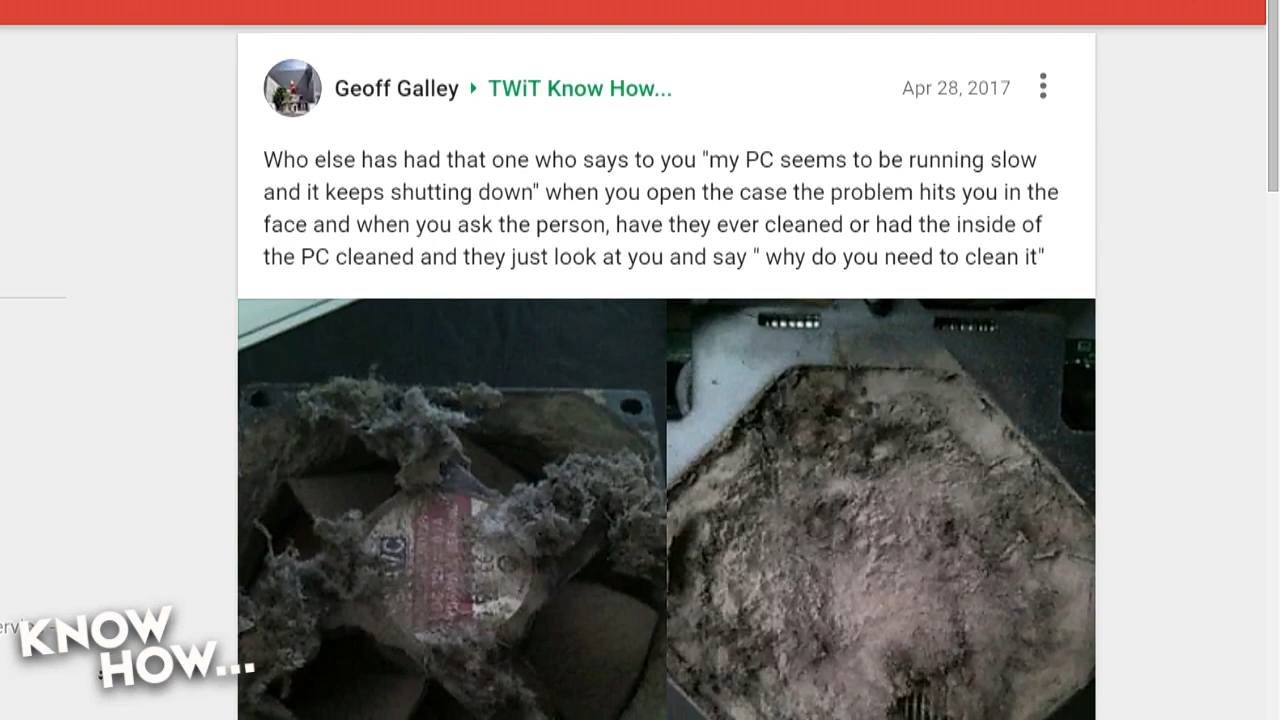 Geoff Galley TWiT Know How...
Apr 28, 2017
Who else has had that one who says to you "my PC seems to be running slow
and it keeps shutting down" when you open the case the problem hits you in the
face and when you ask the person, have they ever cleaned or had the inside of
the PC cleaned and they just look at you and say " why do you need to clean it"
KNOW
HOW...